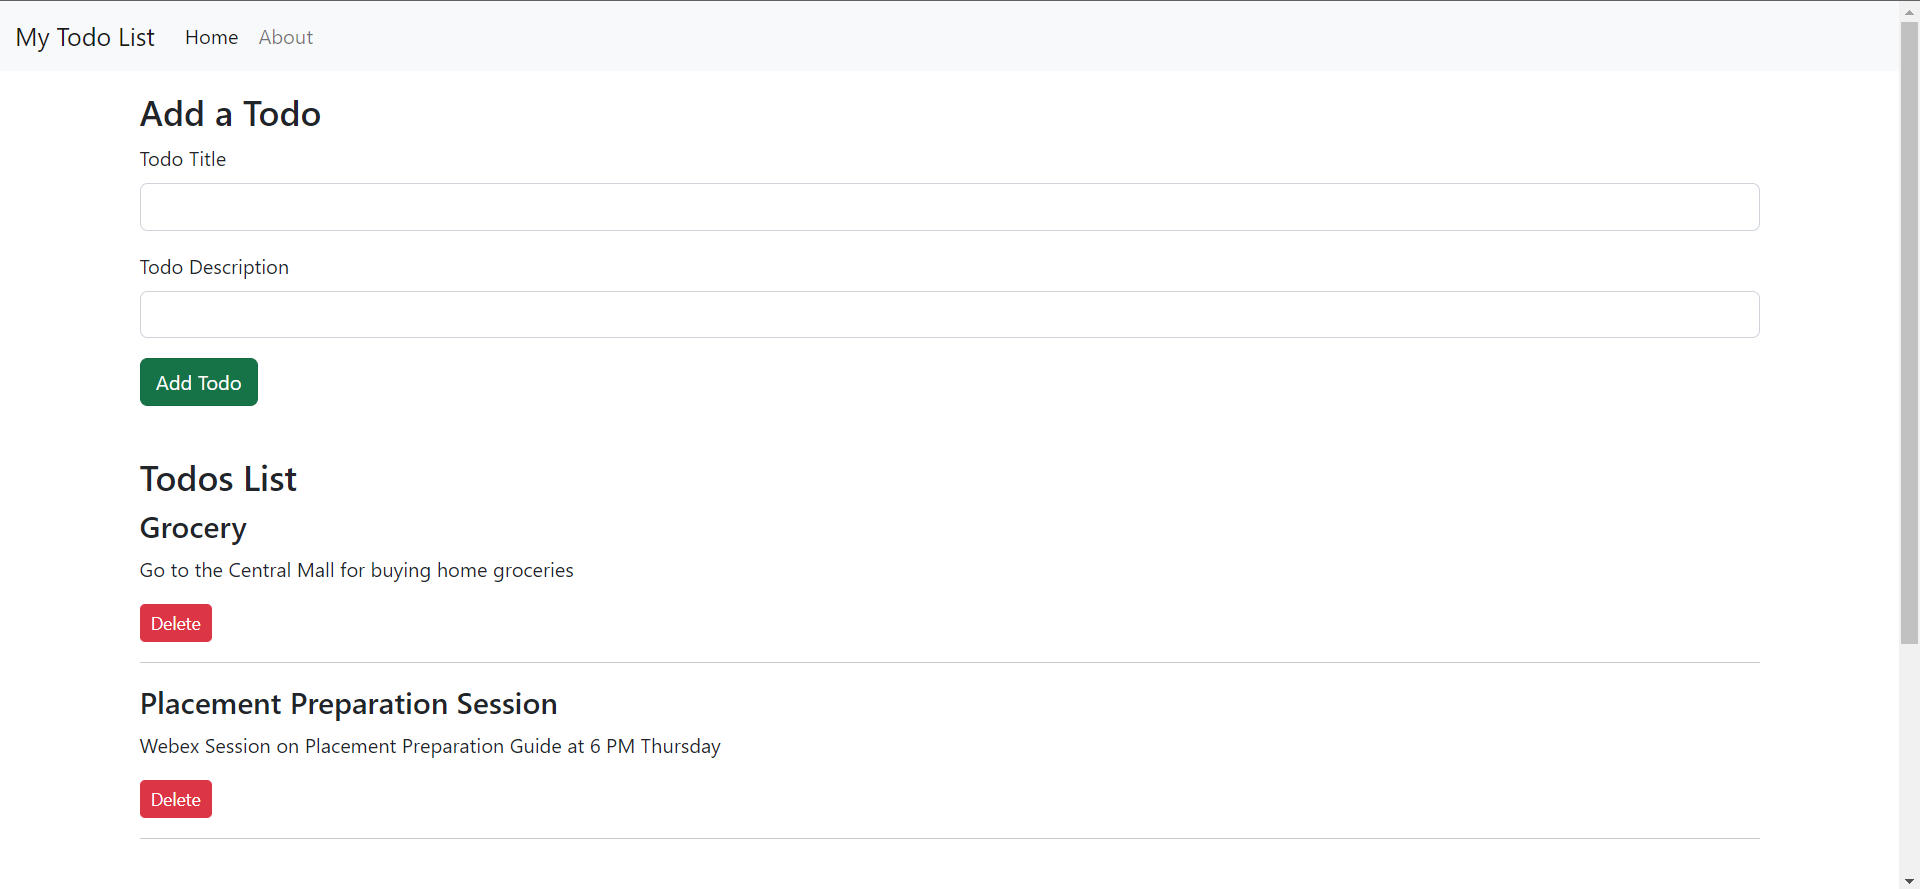 My Todo List Home About
Add a Todo
Todo Title
Todo Description
Add Todo
Todos List
Grocery
Go to the Central Mall for buying home groceries
Delete
Placement Preparation Session
Webex Session on Placement Preparation Guide at 6 PM Thursday
Delete